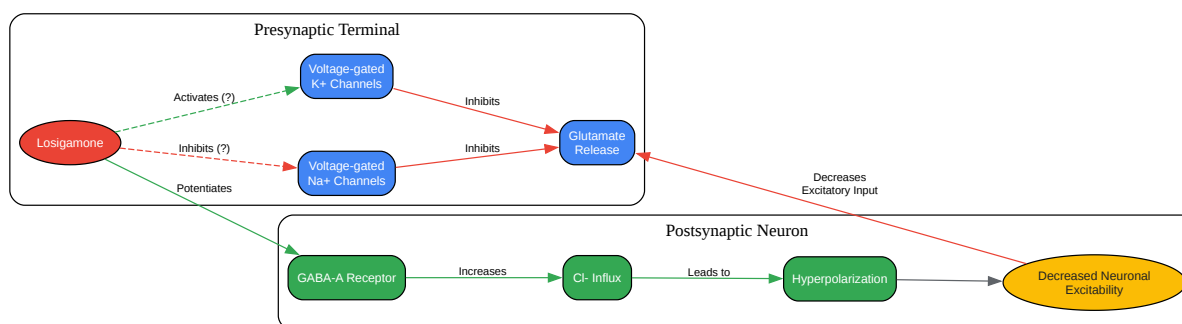 Presynaptic Terminal
Voltage-gated
K+ Channels
Activates (?)
Inhibits
Losigamone
Glutamate
Release
Inhibits (?)
Inhibits
Voltage-gated
Na+ Channels
Potentiates
Decreases
Excitatory Input
Postsynaptic Neuron
GABA-A Receptor
Increases
Cl- Influx
Leads to
Hyperpolarization
Decreased Neuronal
Excitability